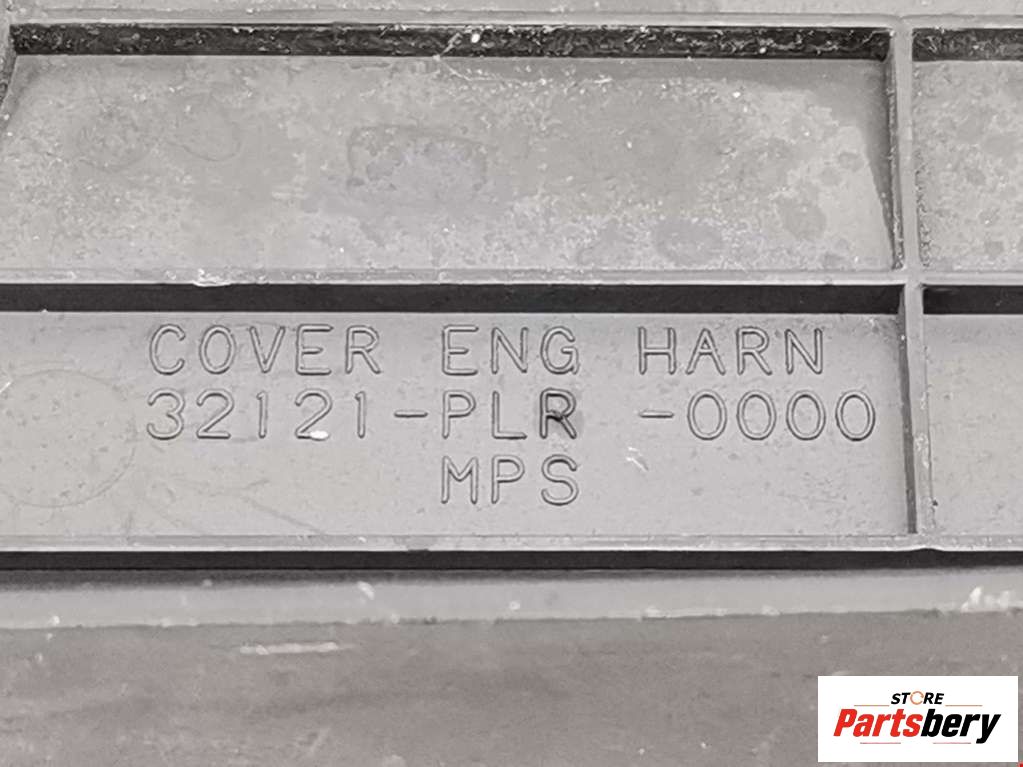 COVER ENG HARN
32121-PLR -0000
MPS
STORE
Partsbery